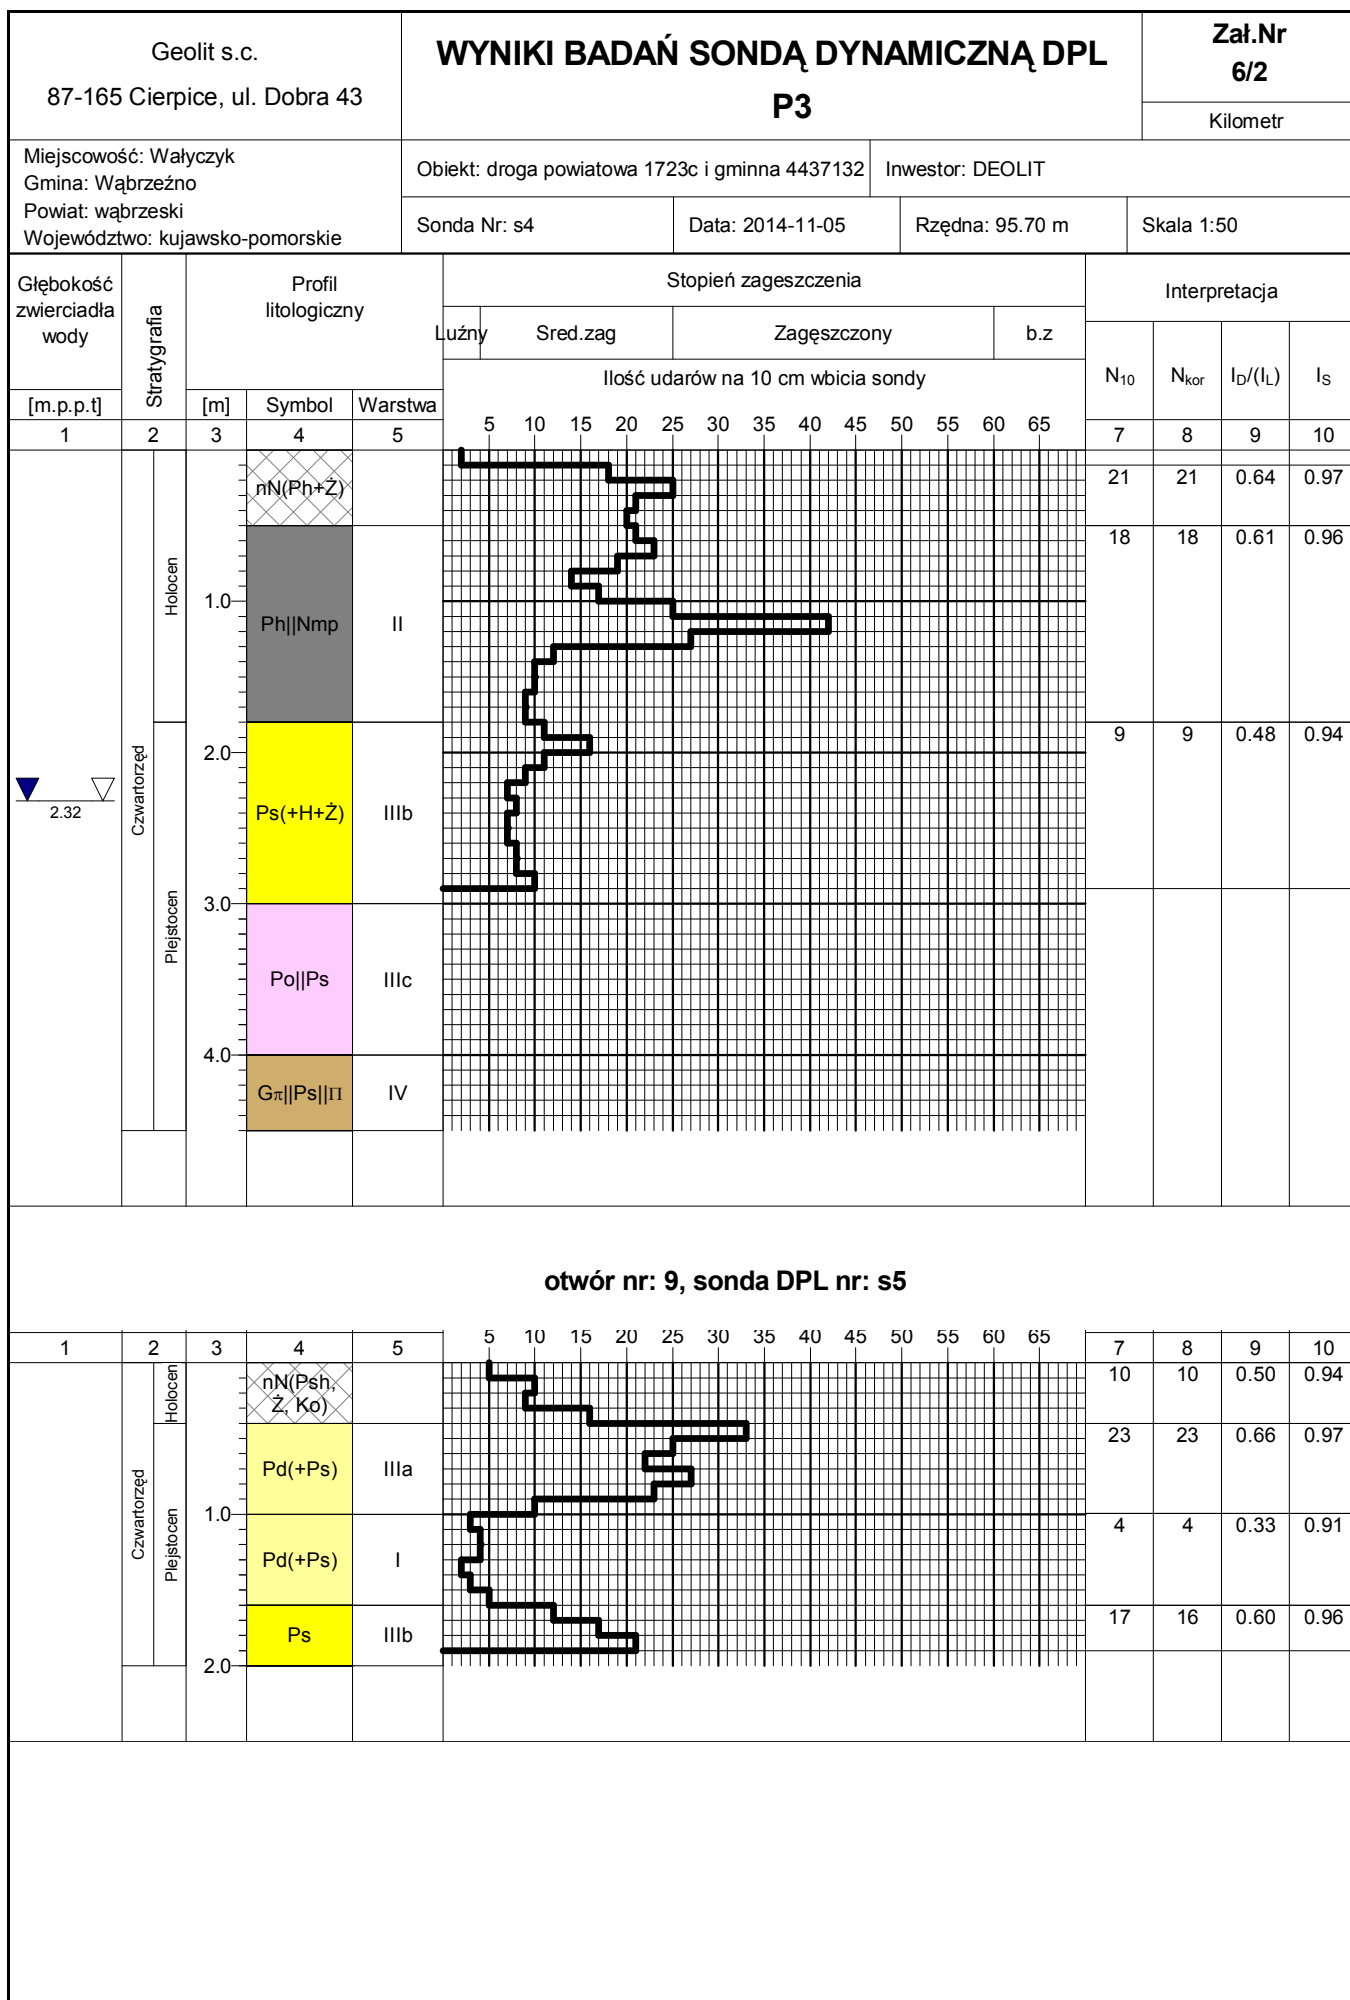 Geolit s.c.
87-165 Cierpice, ul. Dobra 43
WYNIKI BADAŃ SONDĄ DYNAMICZNĄ DPL
P3
Zał.Nr
6/2
Kilometr
Miejscowość: Wałyczyk
Gmina: Wąbrzeźno
Powiat: wąbrzeski
Województwo: kujawsko-pomorskie
Obiekt: droga powiatowa 1723c i gminna 4437132
Inwestor: DEOLIT
Sonda Nr: s4
Data: 2014-11-05
Rzędna: 95.70 m
Skala 1:50
Głębokość
zwierciadła
wody
[m.p.p.t]
Stratygrafia
Profil
litologiczny
[m] Symbol Warstwa
Stopień zageszczenia
Luźny Sred.zag Zagęszczony b.z
Ilość udarów na 10 cm wbicia sondy
5 10 15 20 25 30 35 40 45 50 55 60 65
Interpretacja
N10 Nkor ID/(IL) IS
1 2 3 4 5 7 8 9 10
nN(Ph+Ż) 21 21 0.64 0.97
18 18 0.61 0.96
Holocen
1.0
Ph||Nmp II
9 9 0.48 0.94
2.0
Czwartorzęd
2.32
Ps(+H+Ż) IIIb
3.0
Plejstocen
Po||Ps IIIc
4.0
Gπ||Ps||Π IV
otwór nr: 9, sonda DPL nr: s5
5 10 15 20 25 30 35 40 45 50 55 60 65
1 2 3 4 5 7 8 9 10
Holocen
nN(Psh,
Ż, Ko)
10 10 0.50 0.94
23 23 0.66 0.97
Pd(+Ps) IIIa
1.0
4 4 0.33 0.91
Czwartorzęd
Plejstocen
Pd(+Ps) I
17 16 0.60 0.96
Ps IIIb
2.0